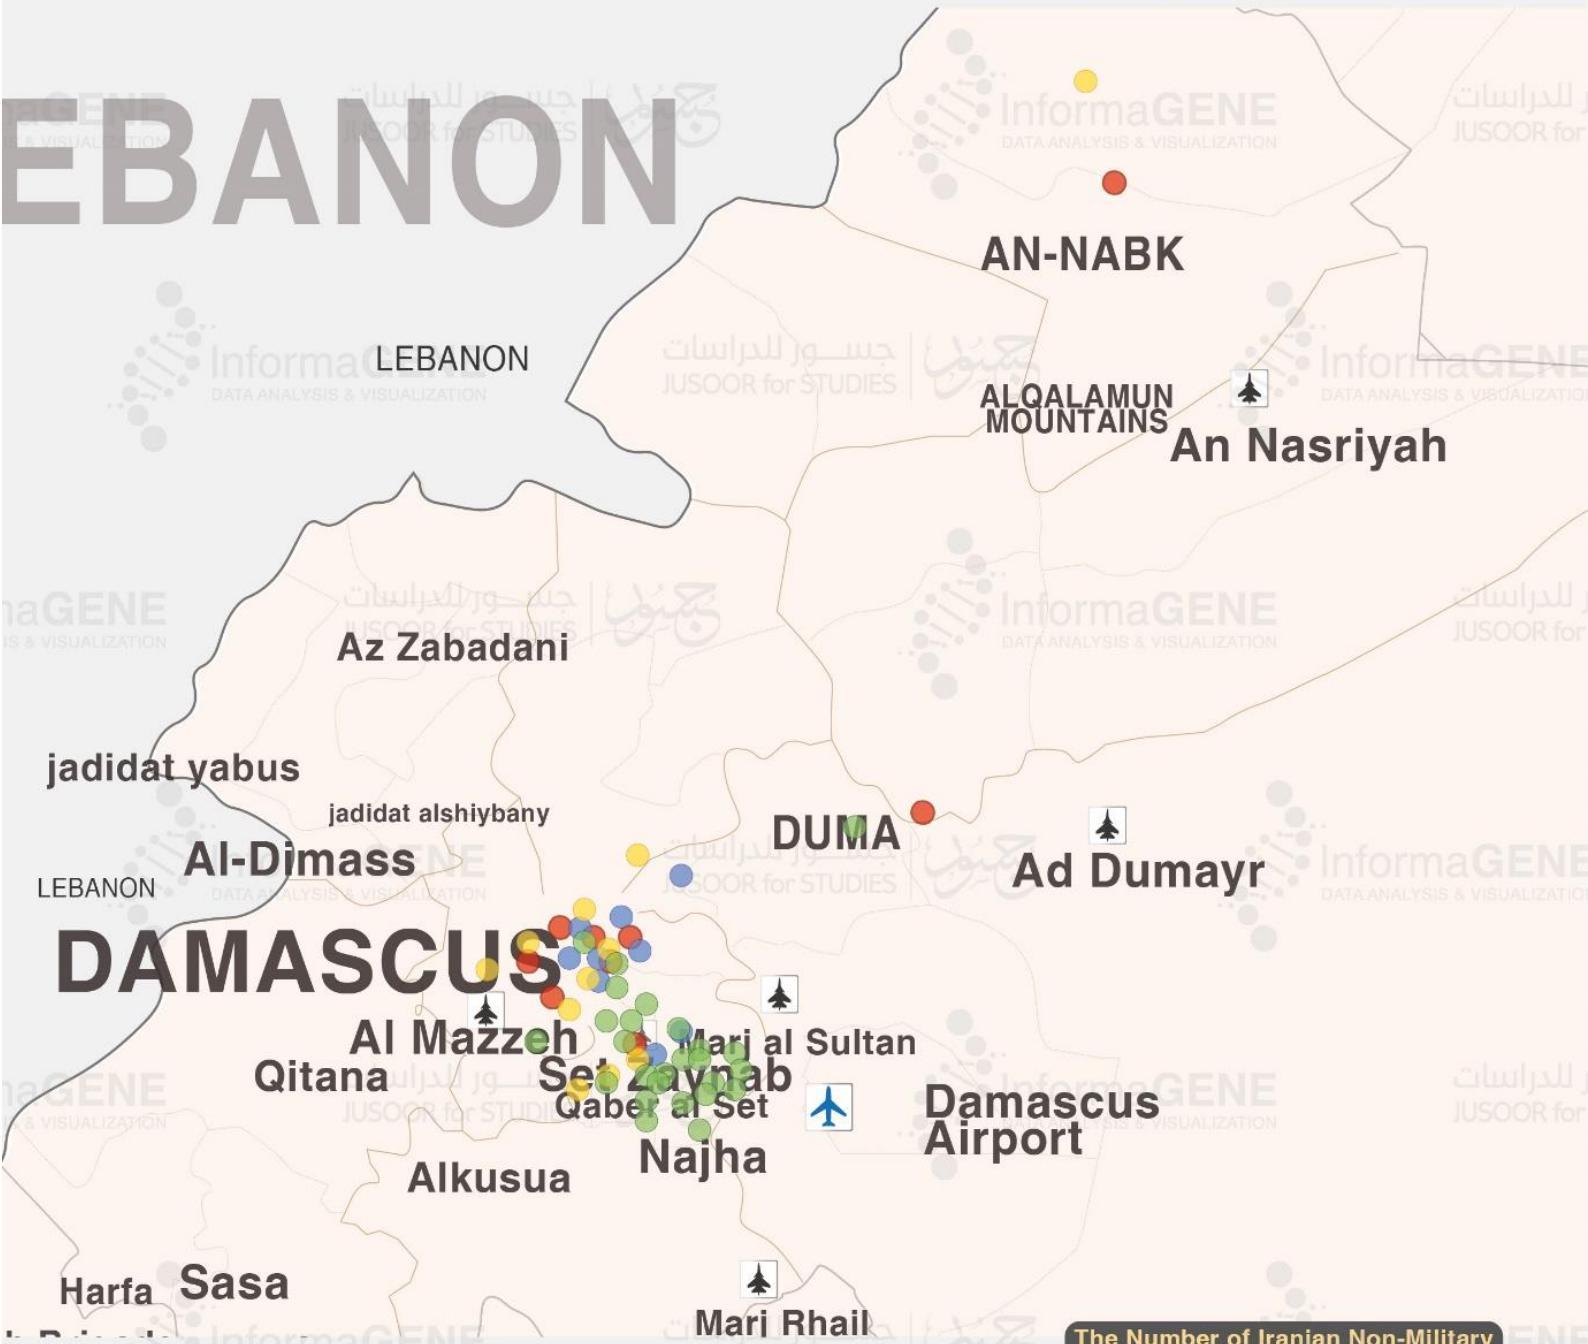 EBANON
AN-NABK
LEBANON
ALQALAMUN
MOUNTAINS
An Nasriyah
Az Zabadani
jadidat yabus
jadidat alshiybany
DUMA
Al-Dimass
Ad Dumayr
LEBANON
DAMASCUS
Al Mazzeh
Marj al Sultan
Qitana
Set Zaynab
Qaber al Set
Damascus
Airport
Najha
Alkusua
Harfa
Sasa
Marj Rhail
The Number of Iranian Non-Military
InformaGENE
DATA ANALYSIS & VISUALIZATION
جسور للدراسات
JUSOOR for STUDIES